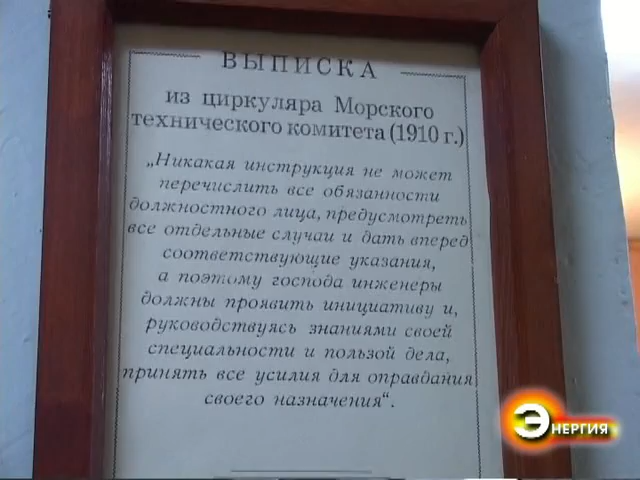 ВЫПИСКА
из циркуляра Морского
технического комитета (1910 г.)
„Никакая инструкция не может
перечислить все обязанности
должностного лица, предусмотреть
все отдельные случаи и дать вперед
соответствующие указания,
а поэтому господа инженеры
должны проявить инициативу и,
руководствуясь знаниями своей
специальности и пользой дела,
принять все усилия для оправдания
своего назначения“.
Энергия